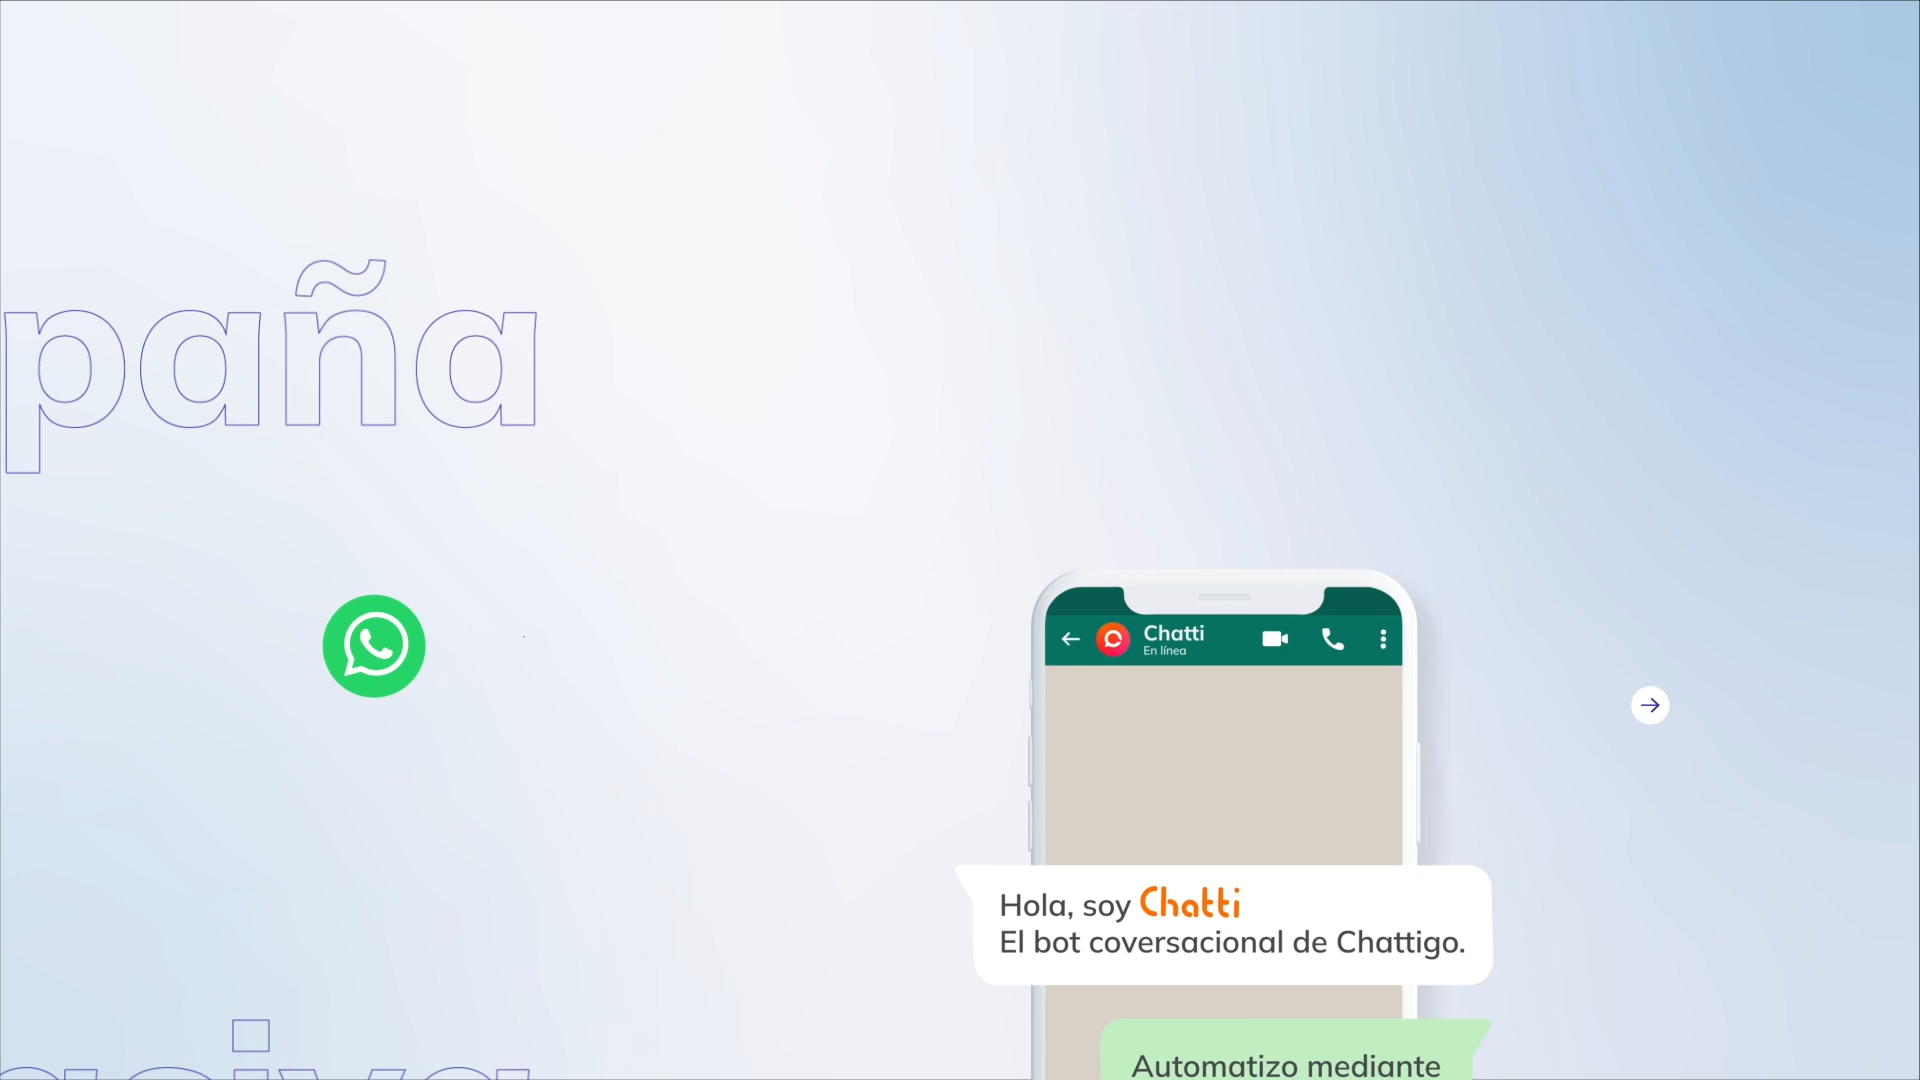 paña
Chatti
En línea
Hola, soy Chatti
El bot coversacional de Chattigo.
Automatizo mediante